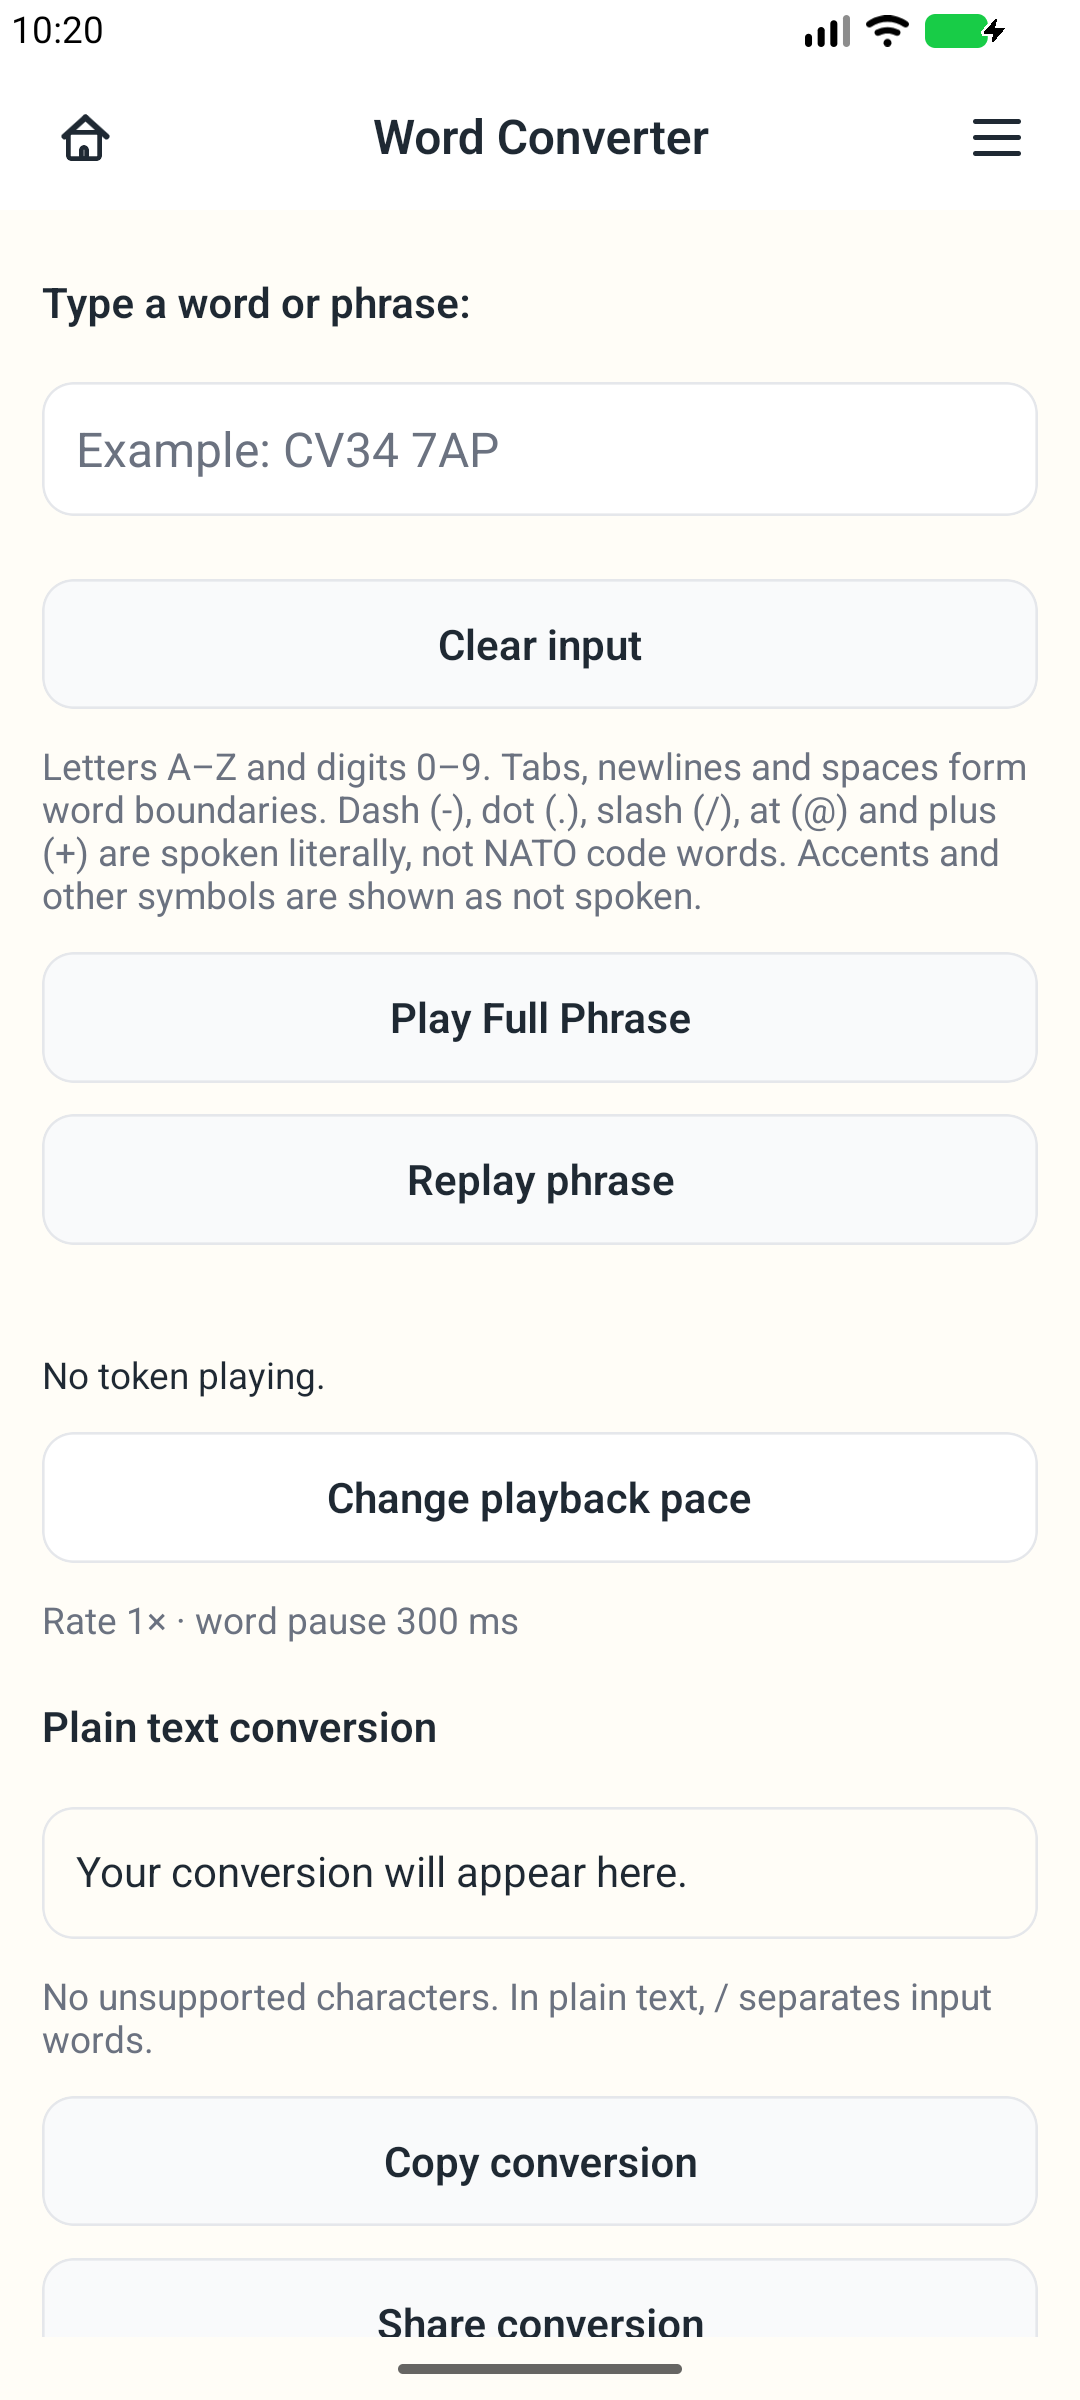 10:20
Word Converter
Type a word or phrase:
Example: CV34 7AP
Clear input
Letters A–Z and digits 0–9. Tabs, newlines and spaces form
word boundaries. Dash (-), dot (.), slash (/), at (@) and plus
(+) are spoken literally, not NATO code words. Accents and
other symbols are shown as not spoken.
Play Full Phrase
Replay phrase
No token playing.
Change playback pace
Rate 1× · word pause 300 ms
Plain text conversion
Your conversion will appear here.
No unsupported characters. In plain text, / separates input
words.
Copy conversion
Share conversion